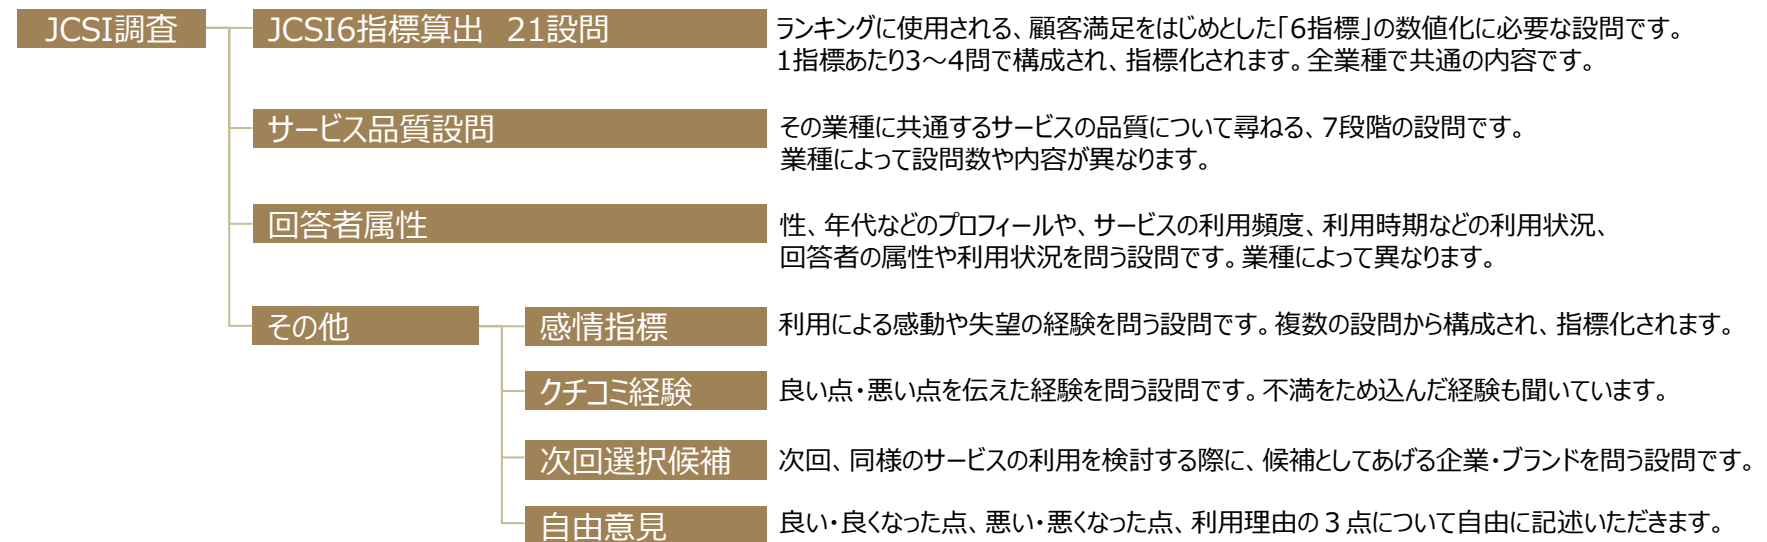 JCSI調査
JCSI6指標算出 21設問
ランキングに使用される、顧客満足をはじめとした「6指標」の数値化に必要な設問です。
1指標あたり3～4問で構成され、指標化されます。全業種で共通の内容です。
サービス品質設問
その業種に共通するサービスの品質について尋ねる、7段階の設問です。
業種によって設問数や内容が異なります。
回答者属性
性、年代などのプロフィールや、サービスの利用頻度、利用時期などの利用状況、
回答者の属性や利用状況を問う設問です。業種によって異なります。
その他
感情指標
利用による感動や失望の経験を問う設問です。複数の設問から構成され、指標化されます。
クチコミ経験
良い点・悪い点を伝えた経験を問う設問です。不満をため込んだ経験も聞いています。
次回選択候補
次回、同様のサービスの利用を検討する際に、候補としてあげる企業・ブランドを問う設問です。
自由意見
良い・良くなった点、悪い・悪くなった点、利用理由の３点について自由に記述いただきます。